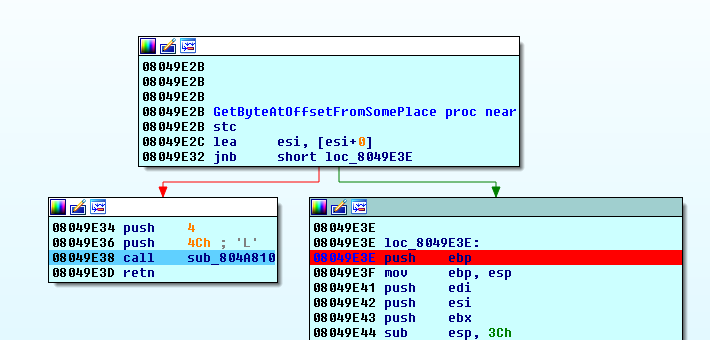 08049E2B
08049E2B
08049E2B
08049E2B GetByteAtOffsetFromSomePlace proc near
08049E2B stc
08049E2C lea     esi, [esi+0]
08049E32 jnb     short loc_8049E3E
08049E34 push    4
08049E36 push    4Ch ; 'L'
08049E38 call    sub_804A810
08049E3D retn
08049E3E
08049E3E loc_8049E3E:
08049E3E push    ebp
08049E3F mov     ebp, esp
08049E41 push    edi
08049E42 push    esi
08049E43 push    ebx
08049E44 sub     esp, 3Ch